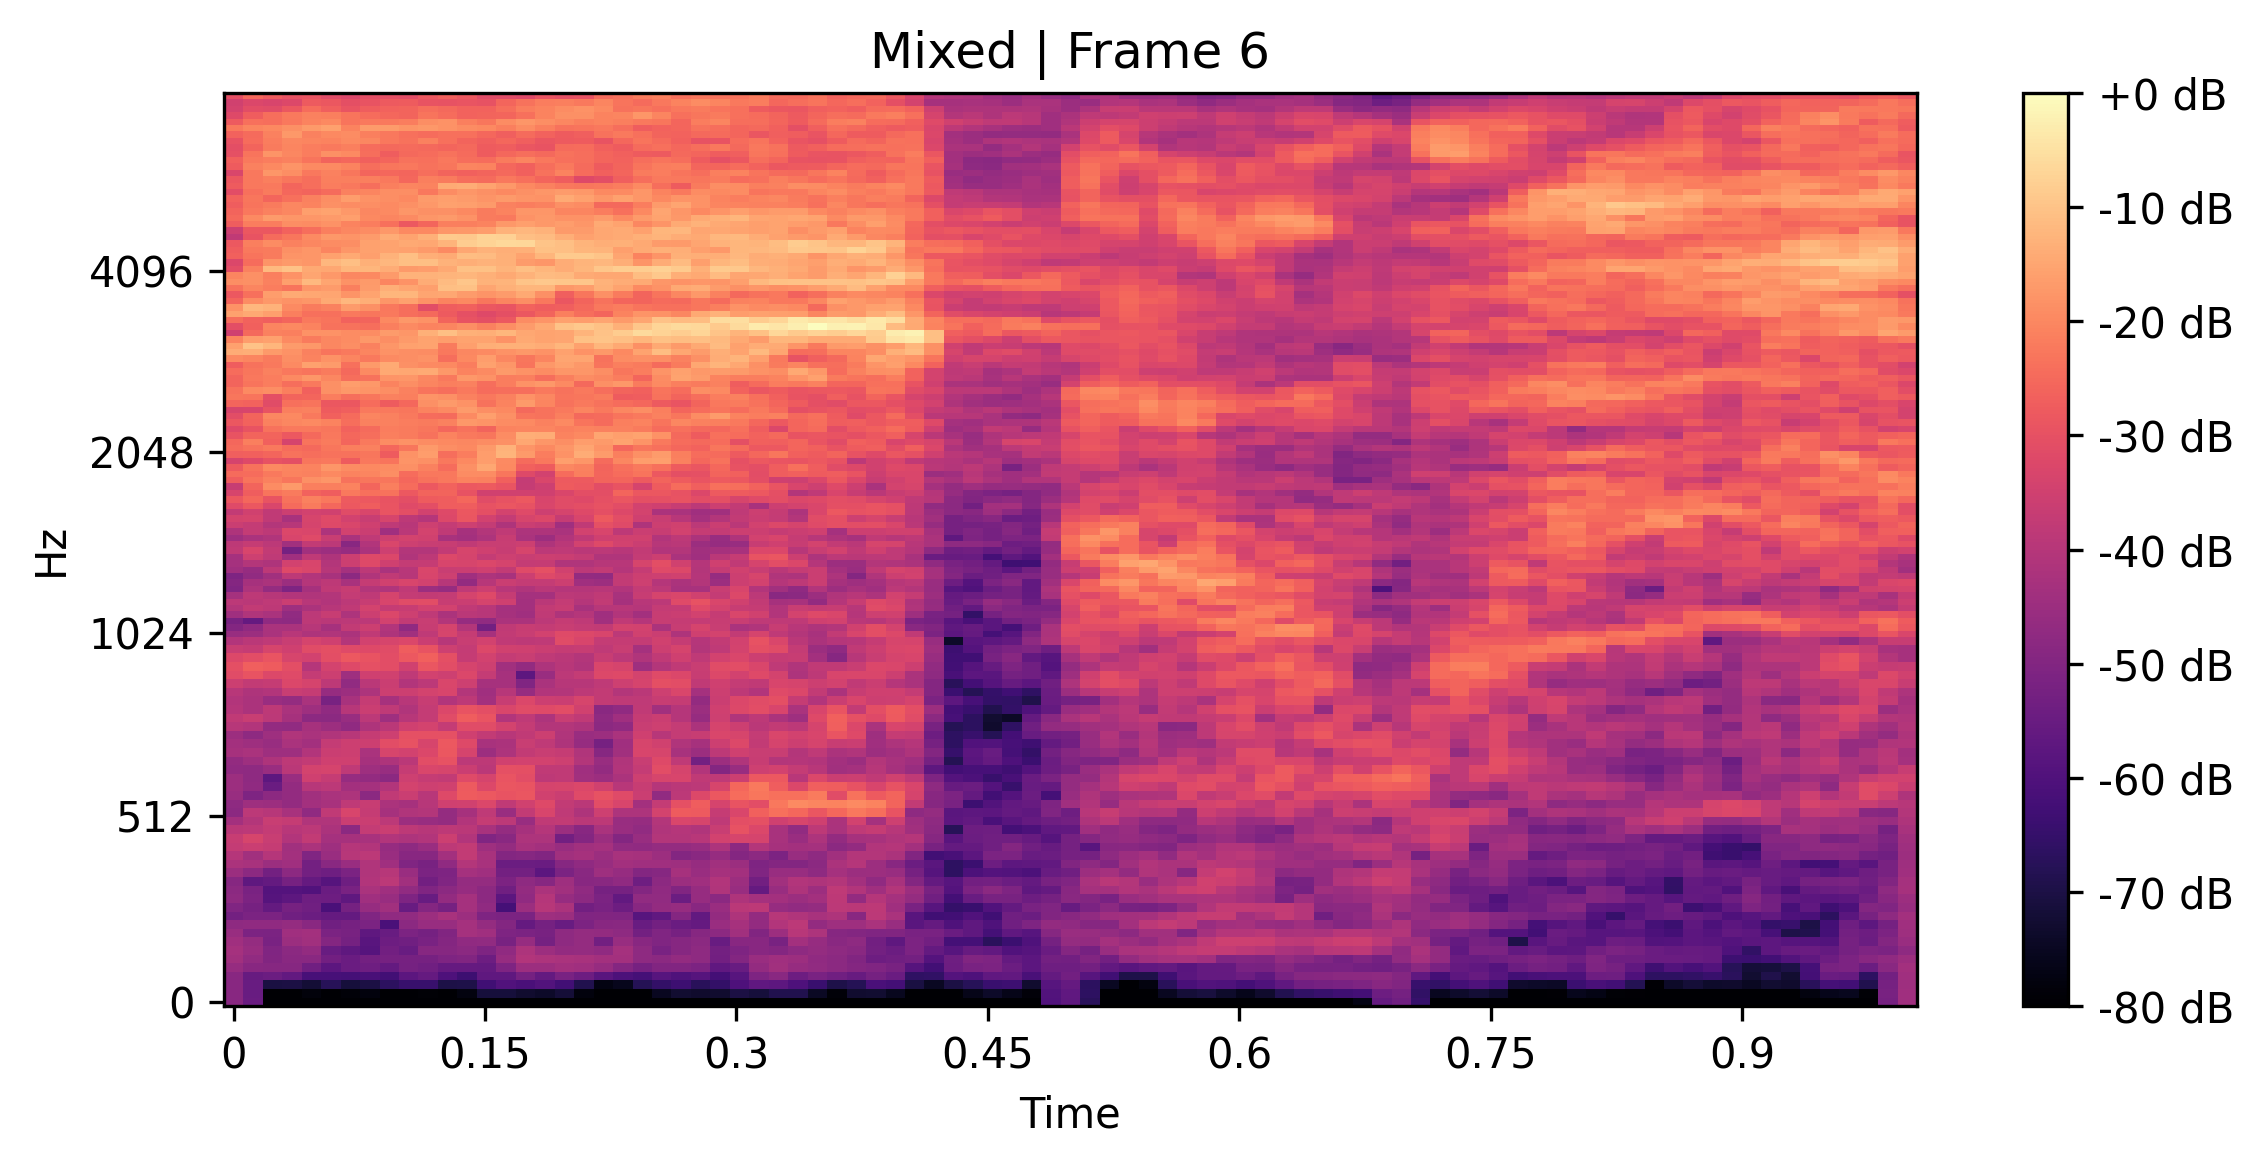 Mixed | Frame 6
+0 dB
-10 dB
-20 dB
-30 dB
-40 dB
-50 dB
-60 dB
-70 dB
-80 dB
Hz
4096
2048
1024
512
0
0 0.15 0.3 0.45 0.6 0.75 0.9
Time